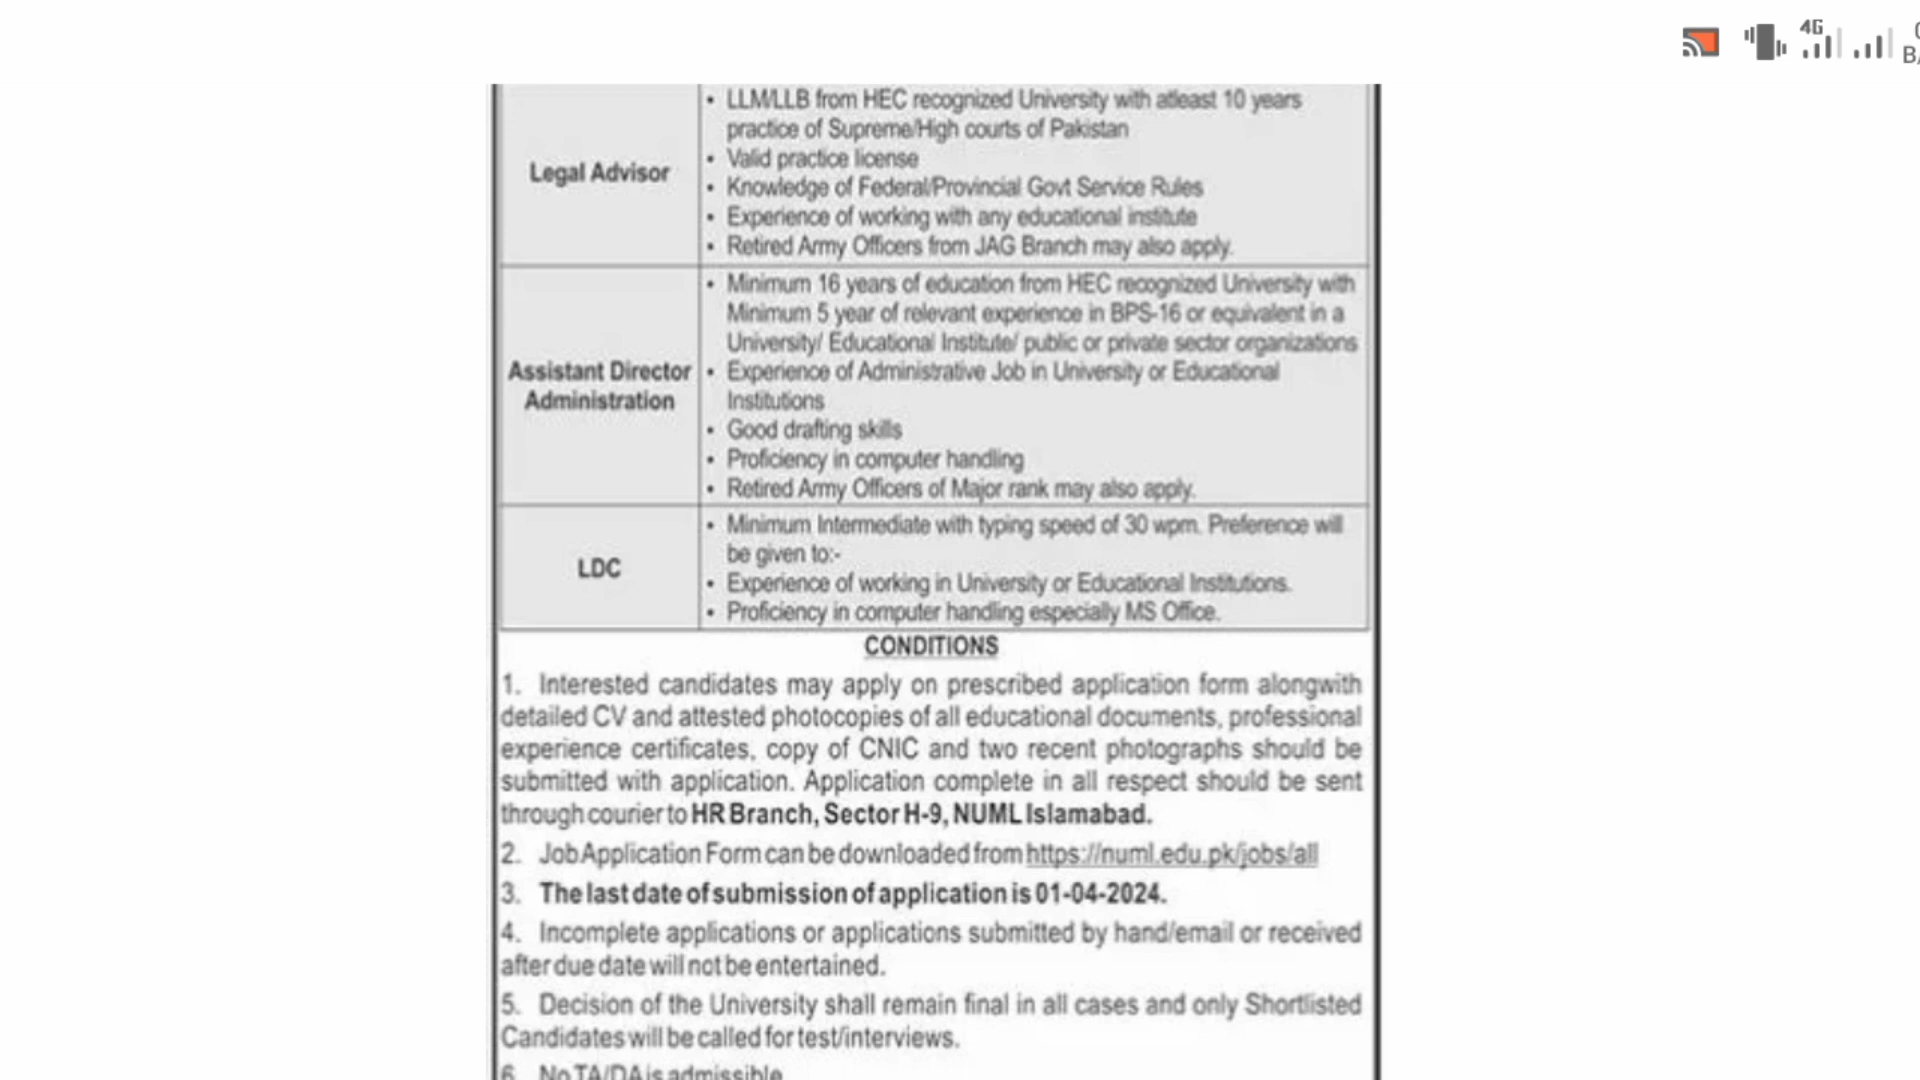 4G
LLM/LLB from HEC recognized University with atleast 10 years
practice of Supreme/High courts of Pakistan
Valid practice license
Legal Advisor
Knowledge of Federal/Provincial Govt Service Rules
Experience of working with any educational institute
Retired Army Officers from JAG Branch may also apply.
Minimum 16 years of education from HEC recognized University with
Minimum 5 year of relevant experience in BPS-16 or equivalent in a
University/ Educational Institute/ public or private sector organizations
Assistant Director
Administration
Experience of Administrative Job in University or Educational
Institutions
Good drafting skills
Proficiency in computer handling
Retired Army Officers of Major rank may also apply.
LDC
Minimum Intermediate with typing speed of 30 wpm. Preference will
be given to:-
Experience of working in University or Educational Institutions.
Proficiency in computer handling especially MS Office.
CONDITIONS
1. Interested candidates may apply on prescribed application form alongwith
detailed CV and attested photocopies of all educational documents, professional
experience certificates, copy of CNIC and two recent photographs should be
submitted with application. Application complete in all respect should be sent
through courier to HR Branch, Sector H-9, NUML Islamabad.
2. Job Application Form can be downloaded from https://numl.edu.pk/jobs/all
3. The last date of submission of application is 01-04-2024.
4. Incomplete applications or applications submitted by hand/email or received
after due date will not be entertained.
5. Decision of the University shall remain final in all cases and only Shortlisted
Candidates will be called for test/interviews.
6. No TA/DA is admissible